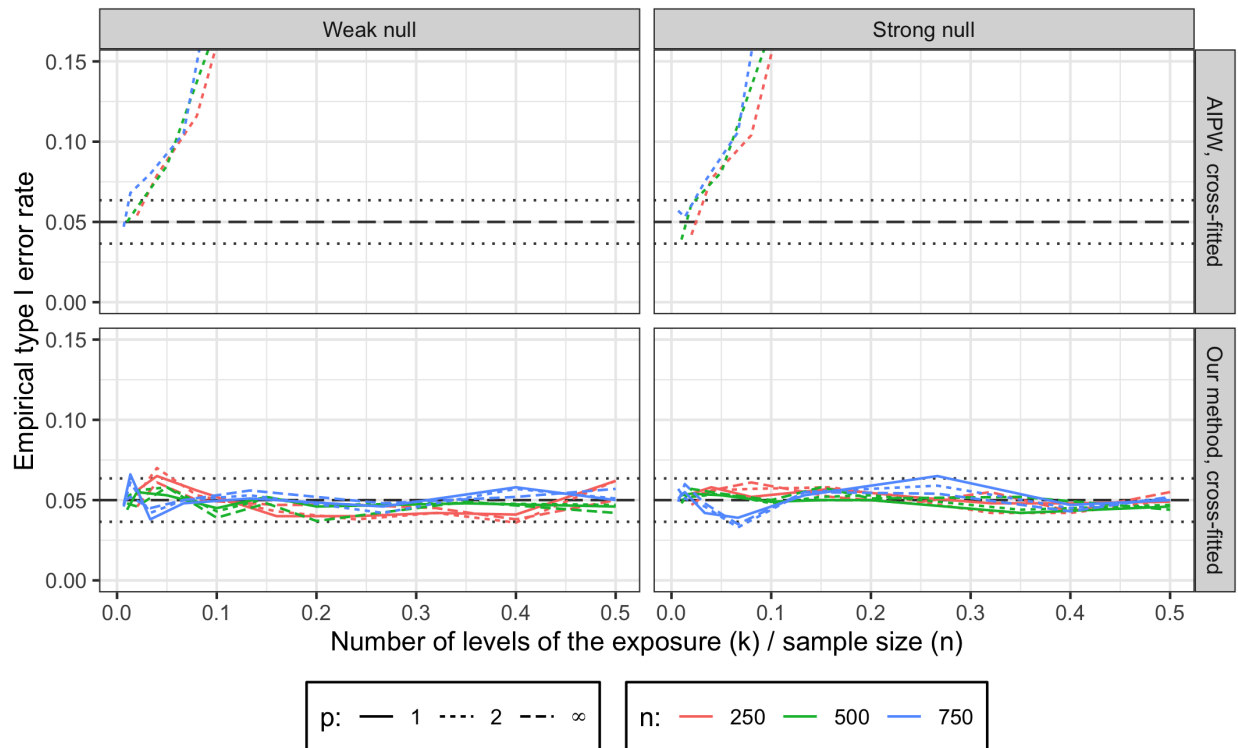 Weak null
Strong null
0.15
0.10
0.05
0.00
AIPW, cross-fitted
Empirical type I error rate
0.15
0.10
0.05
0.00
Our method, cross-fitted
0.0 0.1 0.2 0.3 0.4 0.5
0.0 0.1 0.2 0.3 0.4 0.5
Number of levels of the exposure (k) / sample size (n)
p: 1 2 ∞
n: 250 500 750